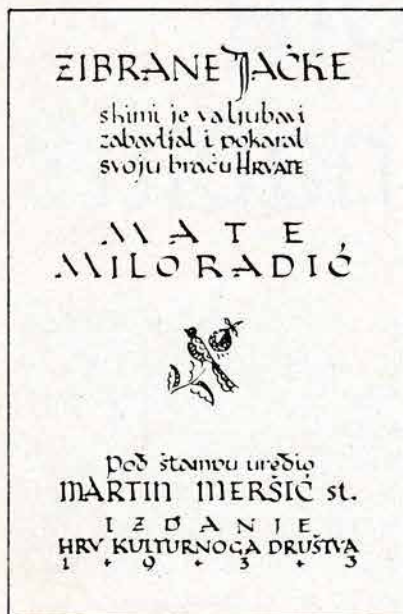 ZIBRANE JAČKE
skimi je va ljubavi
zabavljal i pokaral
svoju braću HRVATE
MATE
MILORADIĆ
Pod štampu uredio
MARTIN MERŠIĆ st.
IZDANJE
HRV KULTURNOGA DRUŠTVA
1+9+3+3